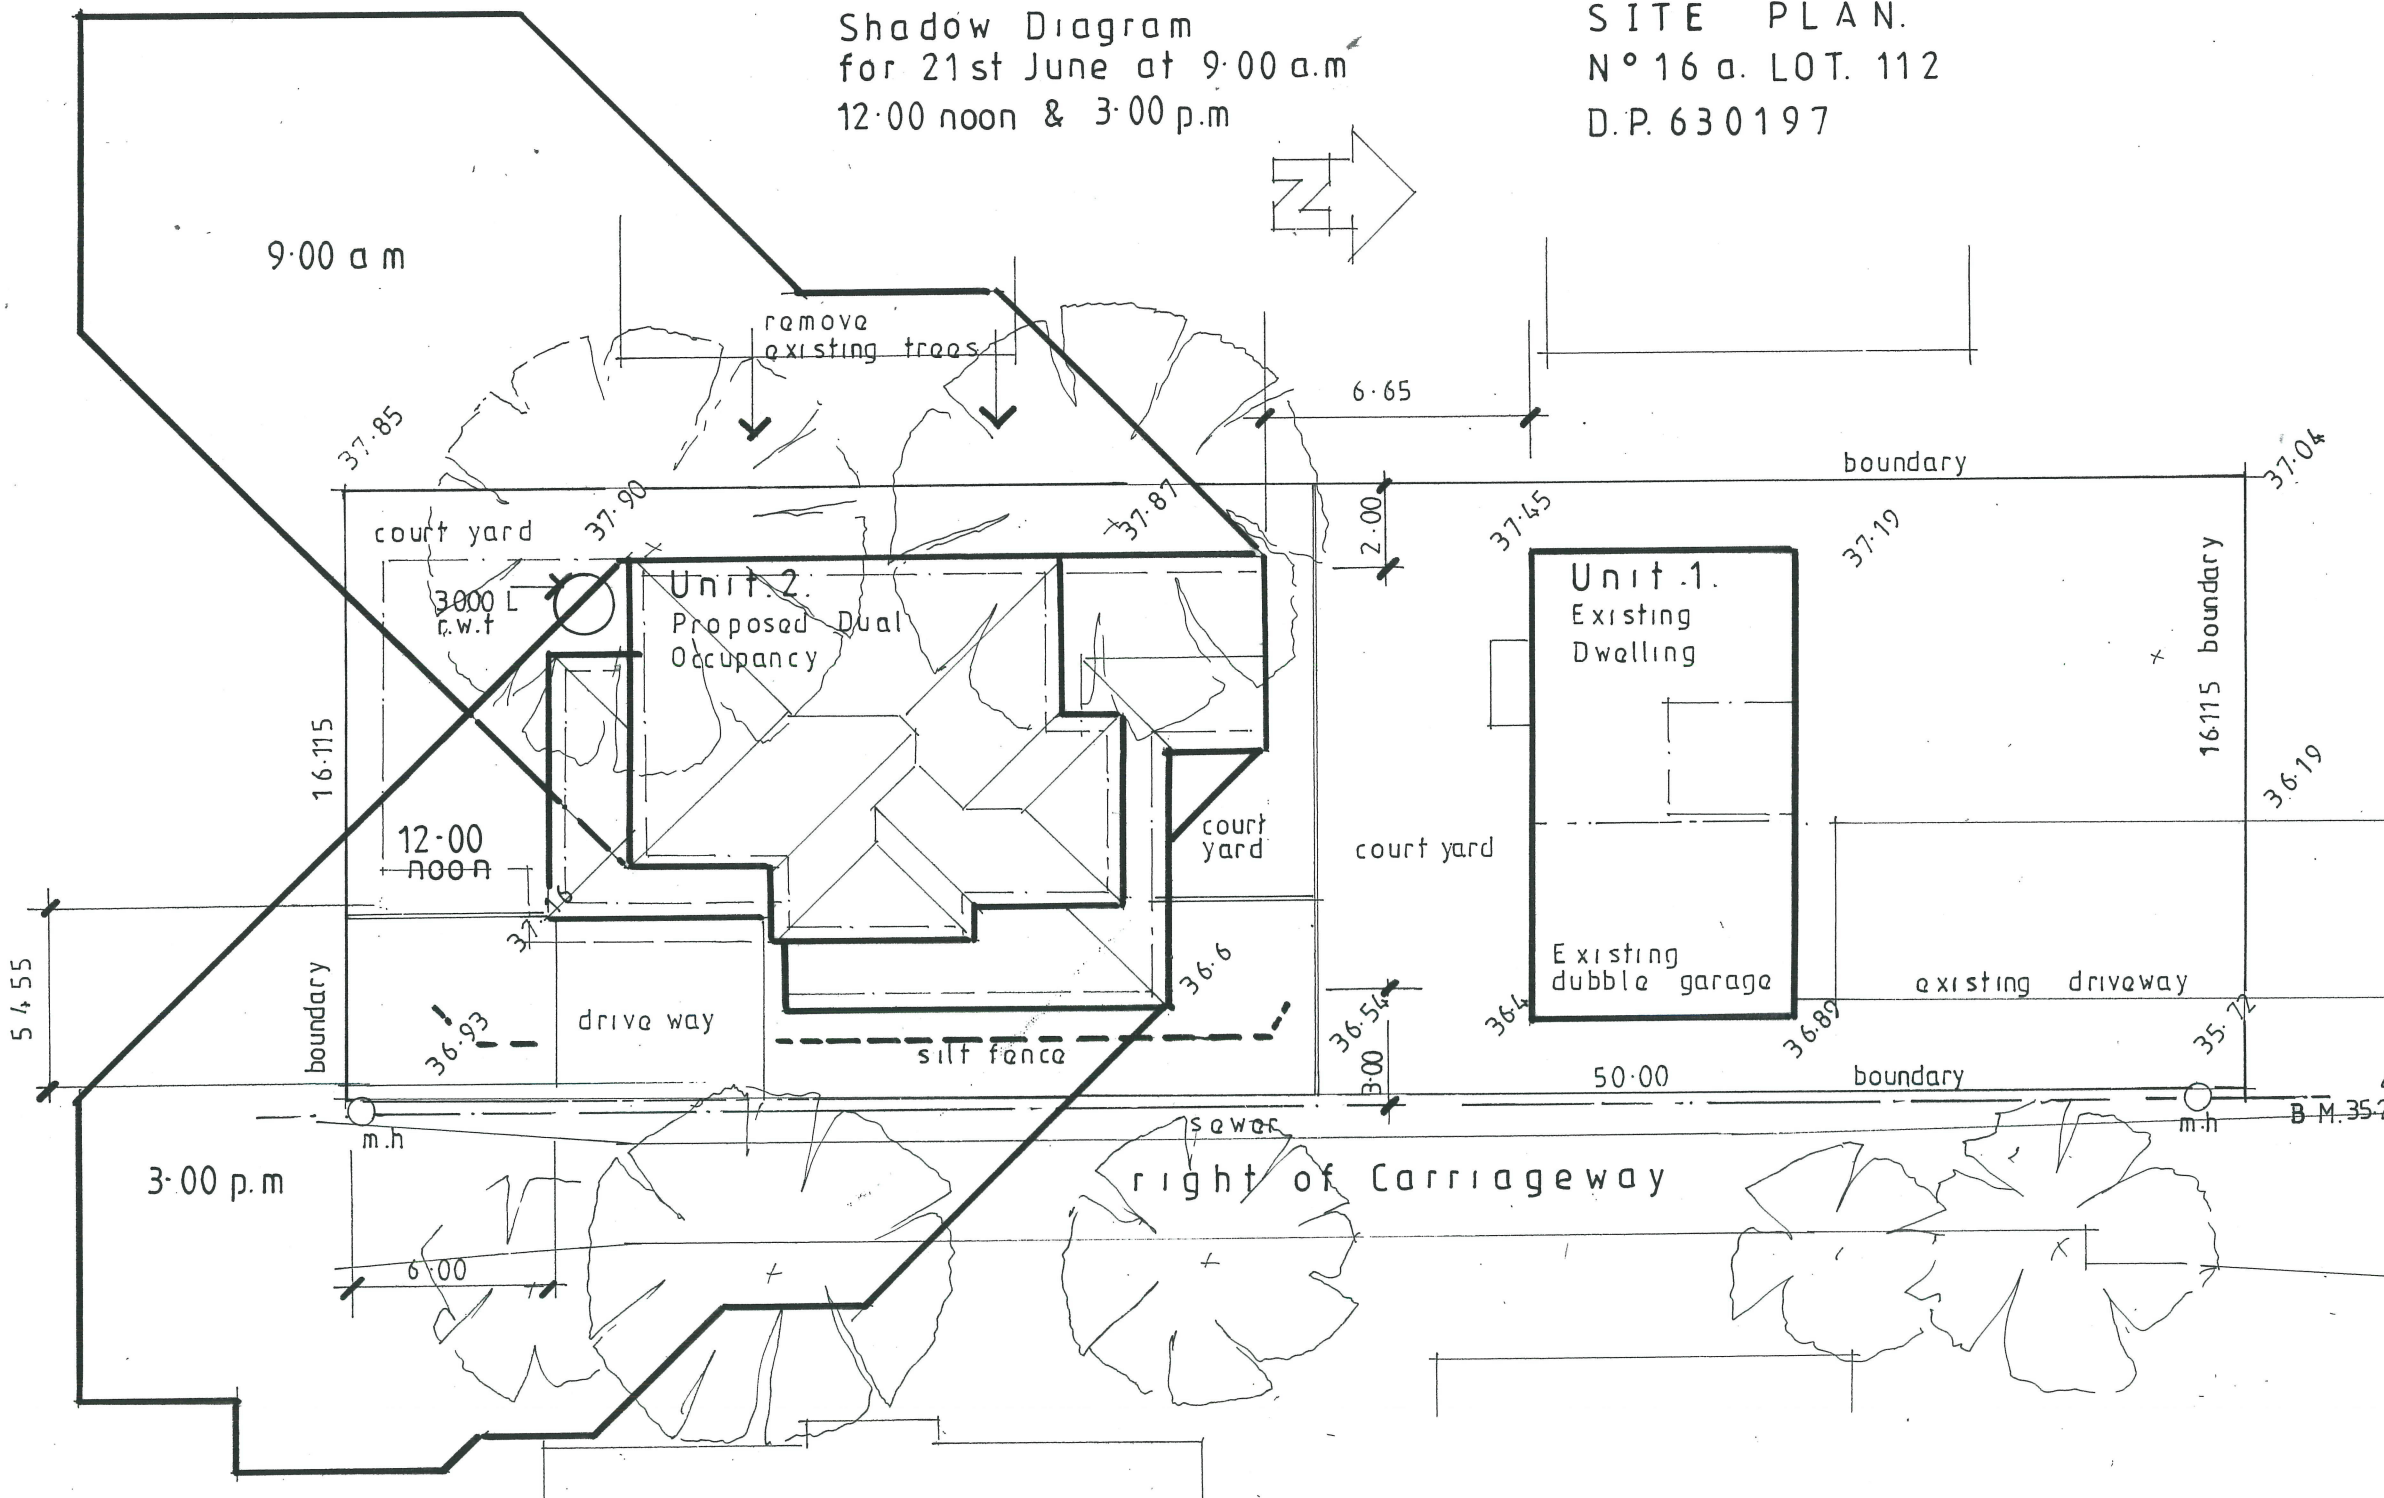 Shadow Diagram
for 21st June at 9·00 a.m
12·00 noon & 3·00 p.m
SITE PLAN.
N° 16 a. LOT. 112
D.P. 630197
N
9·00 am
remove
existing trees
6·65
37·85
37·90
37·87
boundary
37·04
court yard
2·00
37·45
37·19
3000 L
r.w.t
Unit.2.
Proposed Dual
Occupancy
Unit.1.
Existing
Dwelling
16·115 boundary
16·115
12·00
noon
court
yard
court yard
36·19
5455
boundary
36·93
drive way
silt fence
36·6
36·54
3·00
36·4
Existing
dubble garage
36·89
existing driveway
35·72
50·00
boundary
m.h
sewer
m.h
B M. 35·2
3·00 p.m
right of Carriageway
6·00